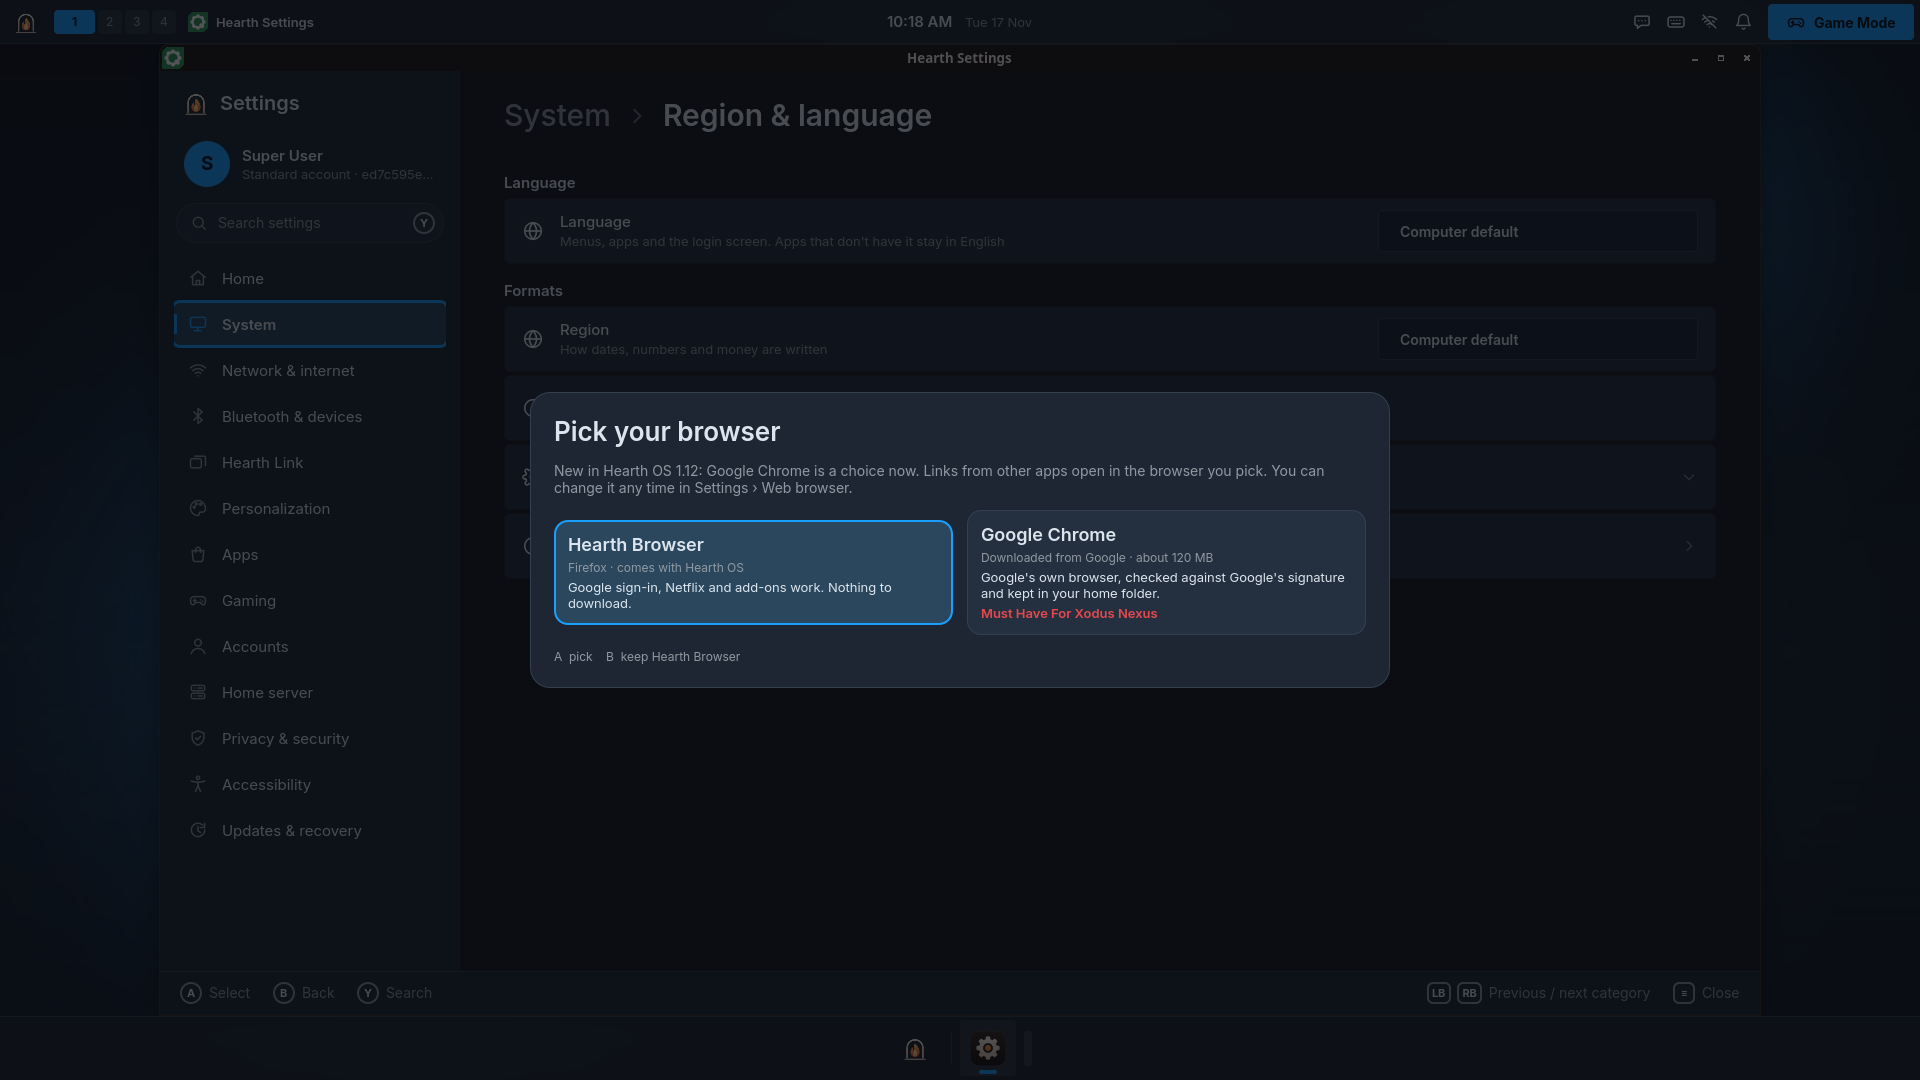 1 2 3 4 Hearth Settings
10:18 AM Tue 17 Nov
Game Mode
Hearth Settings
Settings
S
Super User
Standard account · ed7c595e...
Search settings Y
Home
System
Network & internet
Bluetooth & devices
Hearth Link
Personalization
Apps
Gaming
Accounts
Home server
Privacy & security
Accessibility
Updates & recovery
System › Region & language
Language
Language
Menus, apps and the login screen. Apps that don't have it stay in English
Computer default
Formats
Region
How dates, numbers and money are written
Computer default
Pick your browser
New in Hearth OS 1.12: Google Chrome is a choice now. Links from other apps open in the browser you pick. You can
change it any time in Settings › Web browser.
Hearth Browser
Firefox · comes with Hearth OS
Google sign-in, Netflix and add-ons work. Nothing to
download.
Google Chrome
Downloaded from Google · about 120 MB
Google's own browser, checked against Google's signature
and kept in your home folder.
Must Have For Xodus Nexus
A pick B keep Hearth Browser
A Select B Back Y Search
LB RB Previous / next category ≡ Close